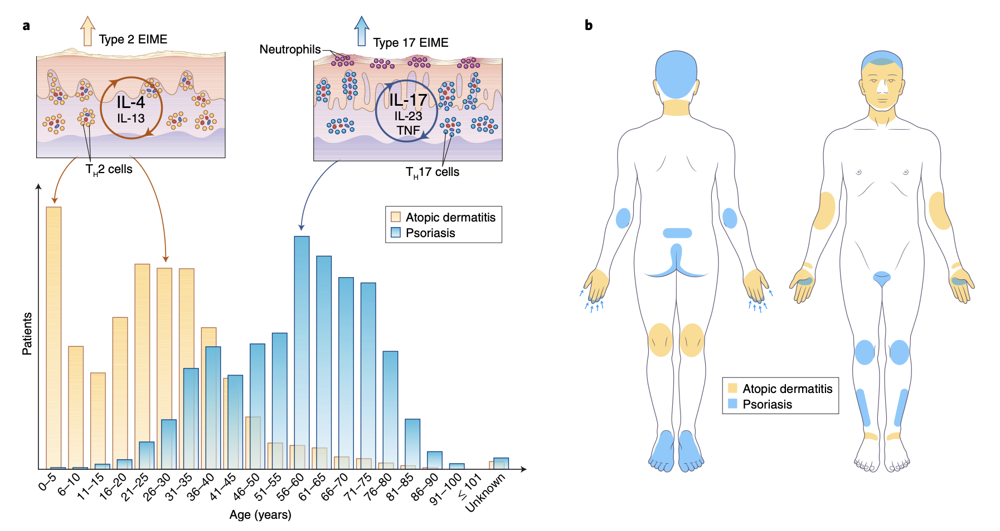 a
Type 2 EIME
IL-4
IL-13
TH2 cells
Type 17 EIME
Neutrophils
IL-17
IL-23
TNF
TH17 cells
Atopic dermatitis
Psoriasis
Patients
0–5
6–10
11–15
16–20
21–25
26–30
31–35
36–40
41–45
46–50
51–55
56–60
61–65
66–70
71–75
76–80
81–85
86–90
91–100
≤ 101
Unknown
Age (years)
b
Atopic dermatitis
Psoriasis